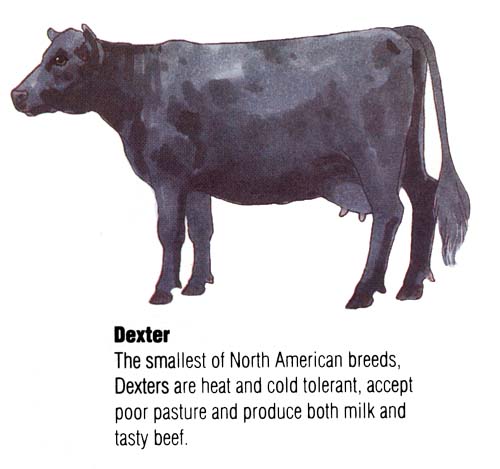 Dexter
The smallest of North American breeds,
Dexters are heat and cold tolerant, accept
poor pasture and produce both milk and
tasty beef.